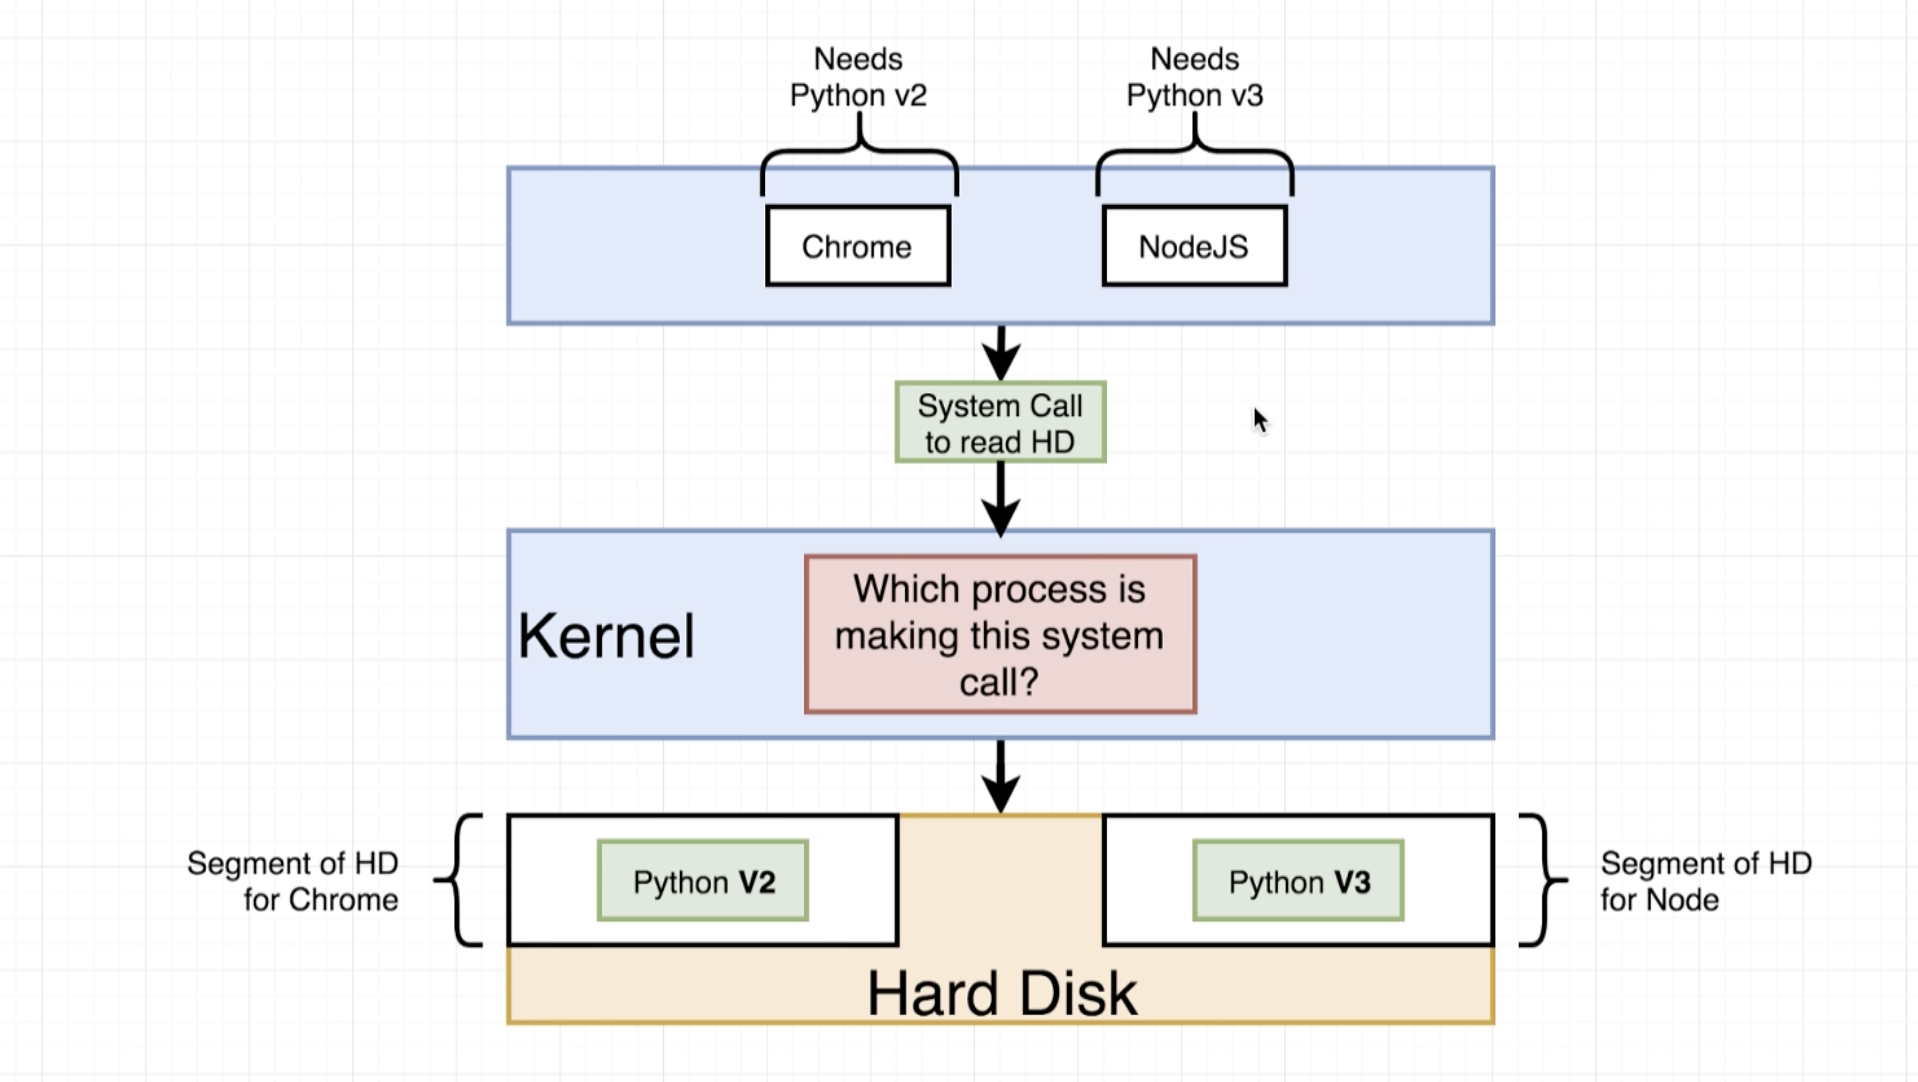 Needs
Python v2
Needs
Python v3
Chrome
NodeJS
System Call
to read HD
Kernel
Which process is
making this system
call?
Segment of HD
for Chrome
Python V2
Python V3
Segment of HD
for Node
Hard Disk